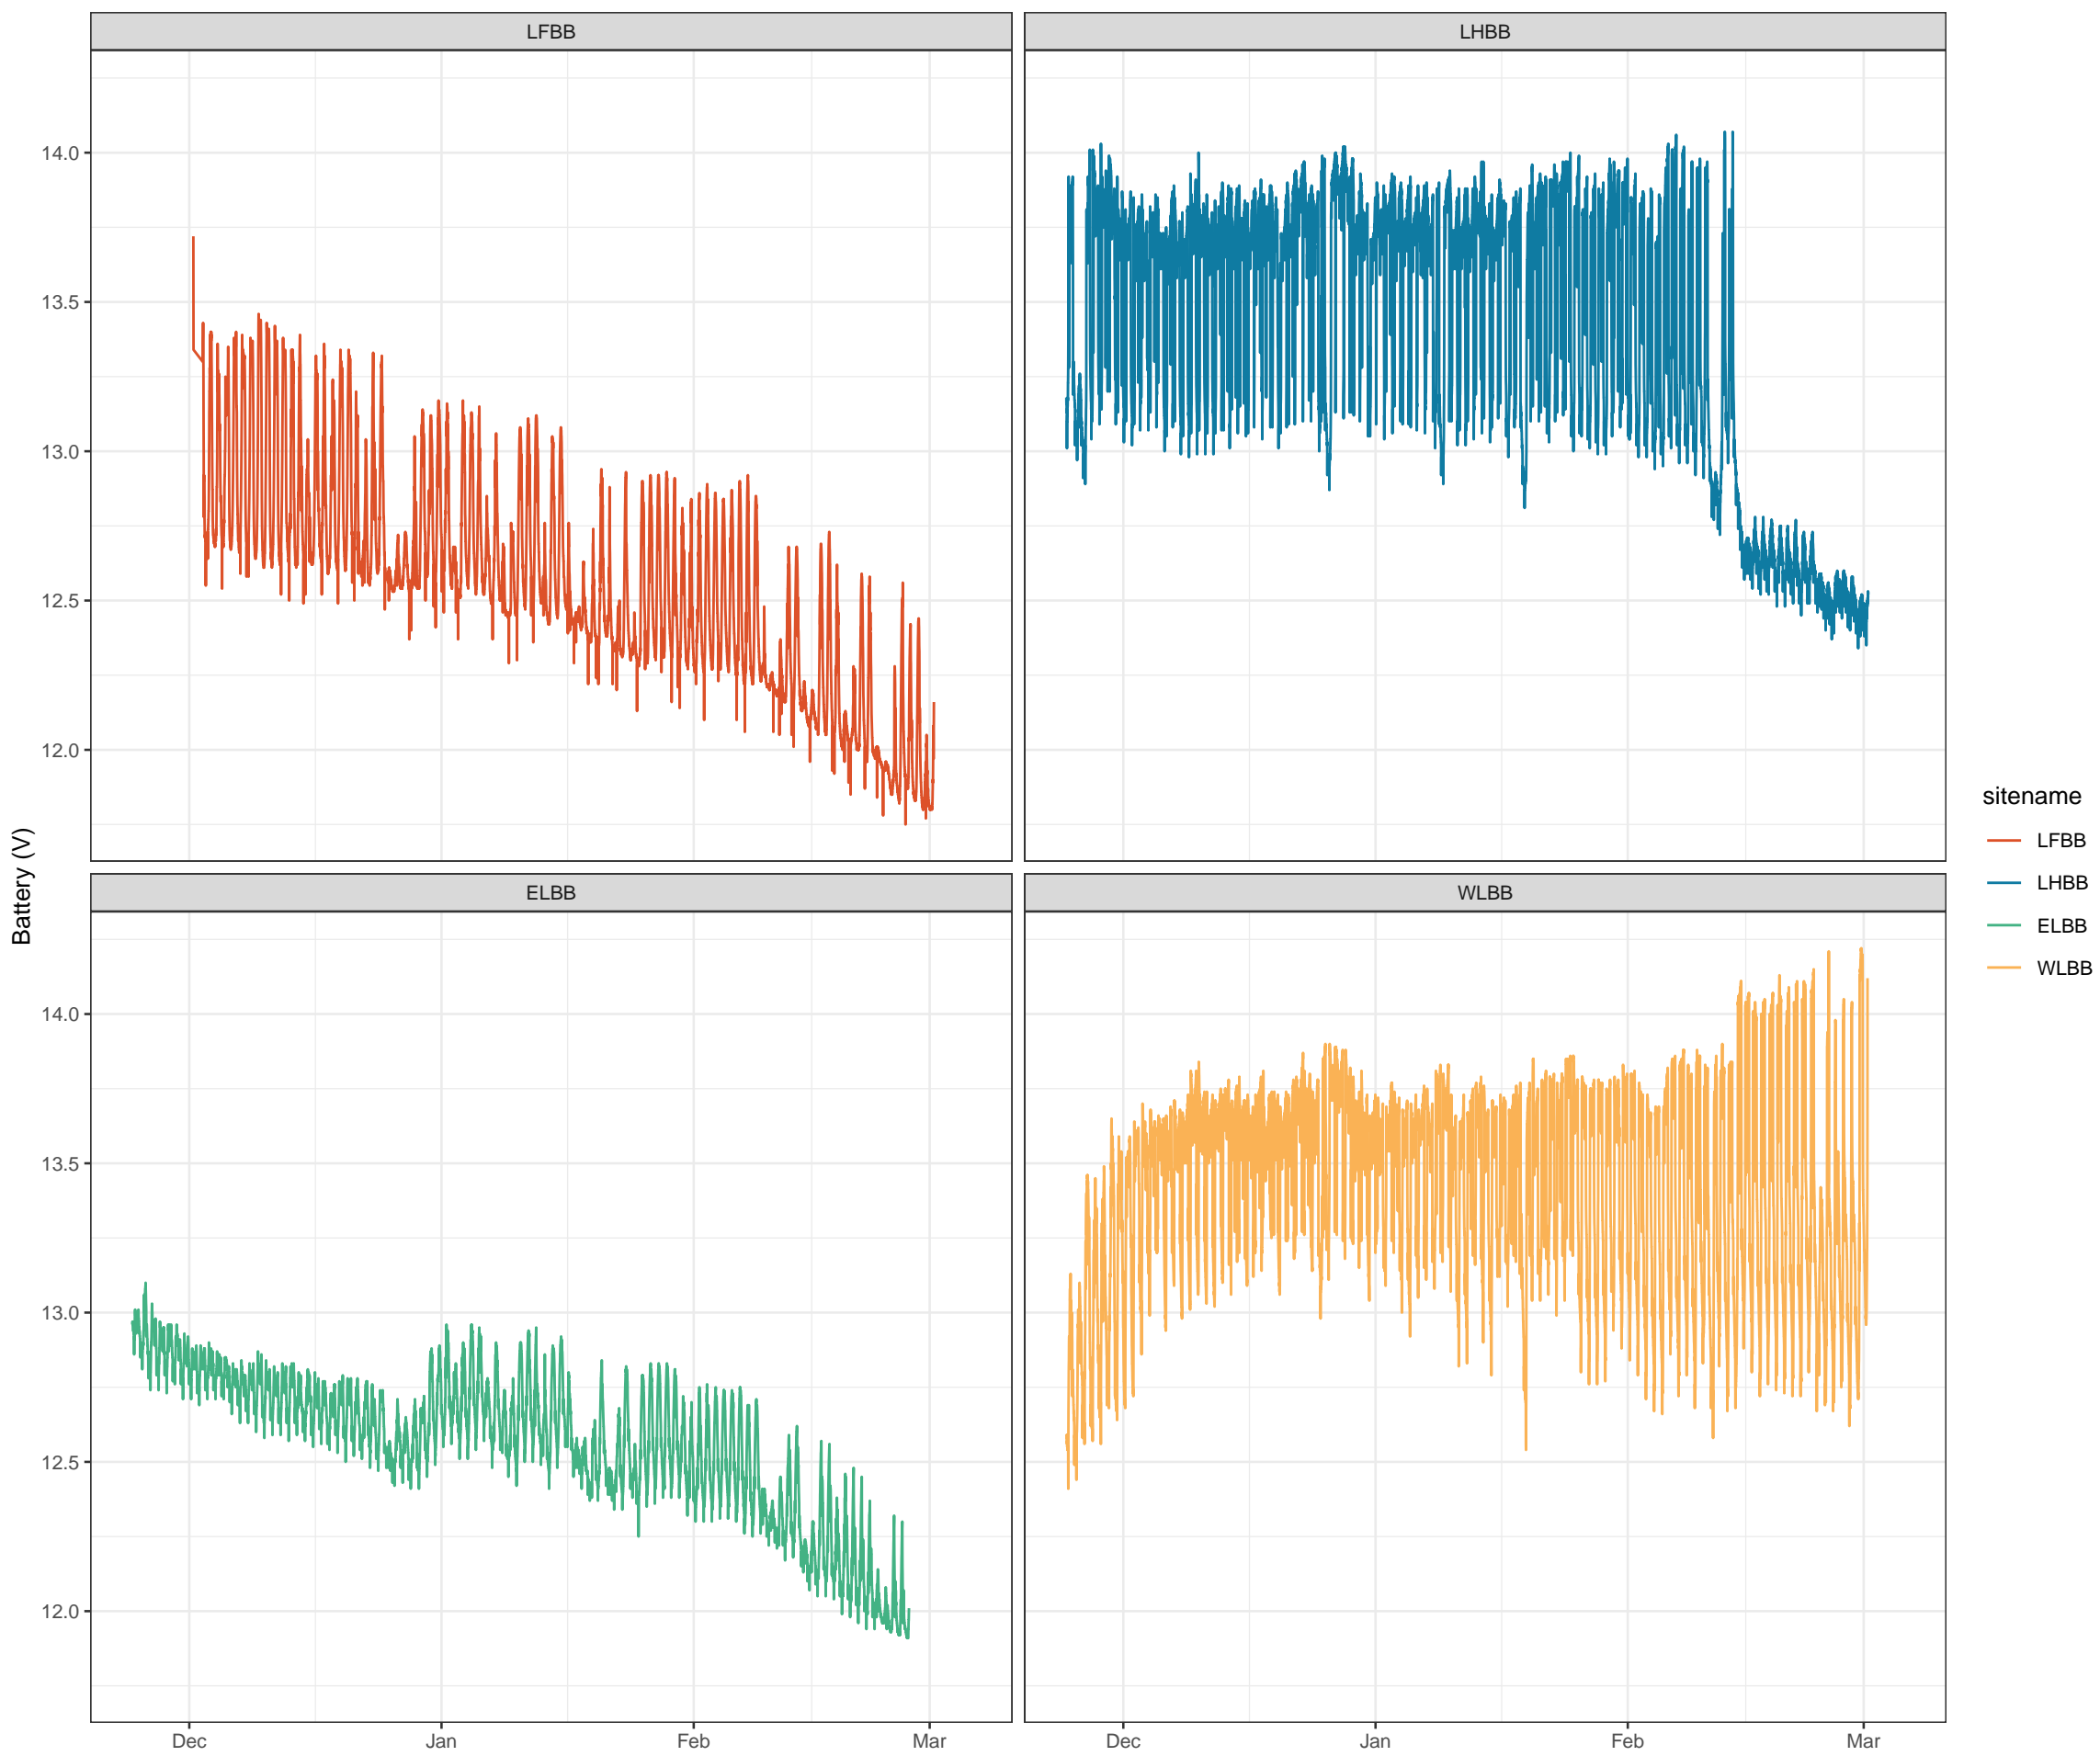 LFBB
LHBB
14.0
13.5
13.0
12.5
12.0
ELBB
WLBB
14.0
13.5
13.0
12.5
12.0
Dec
Jan
Feb
Mar
Dec
Jan
Feb
Mar
Battery (V)
sitename
LFBB
LHBB
ELBB
WLBB